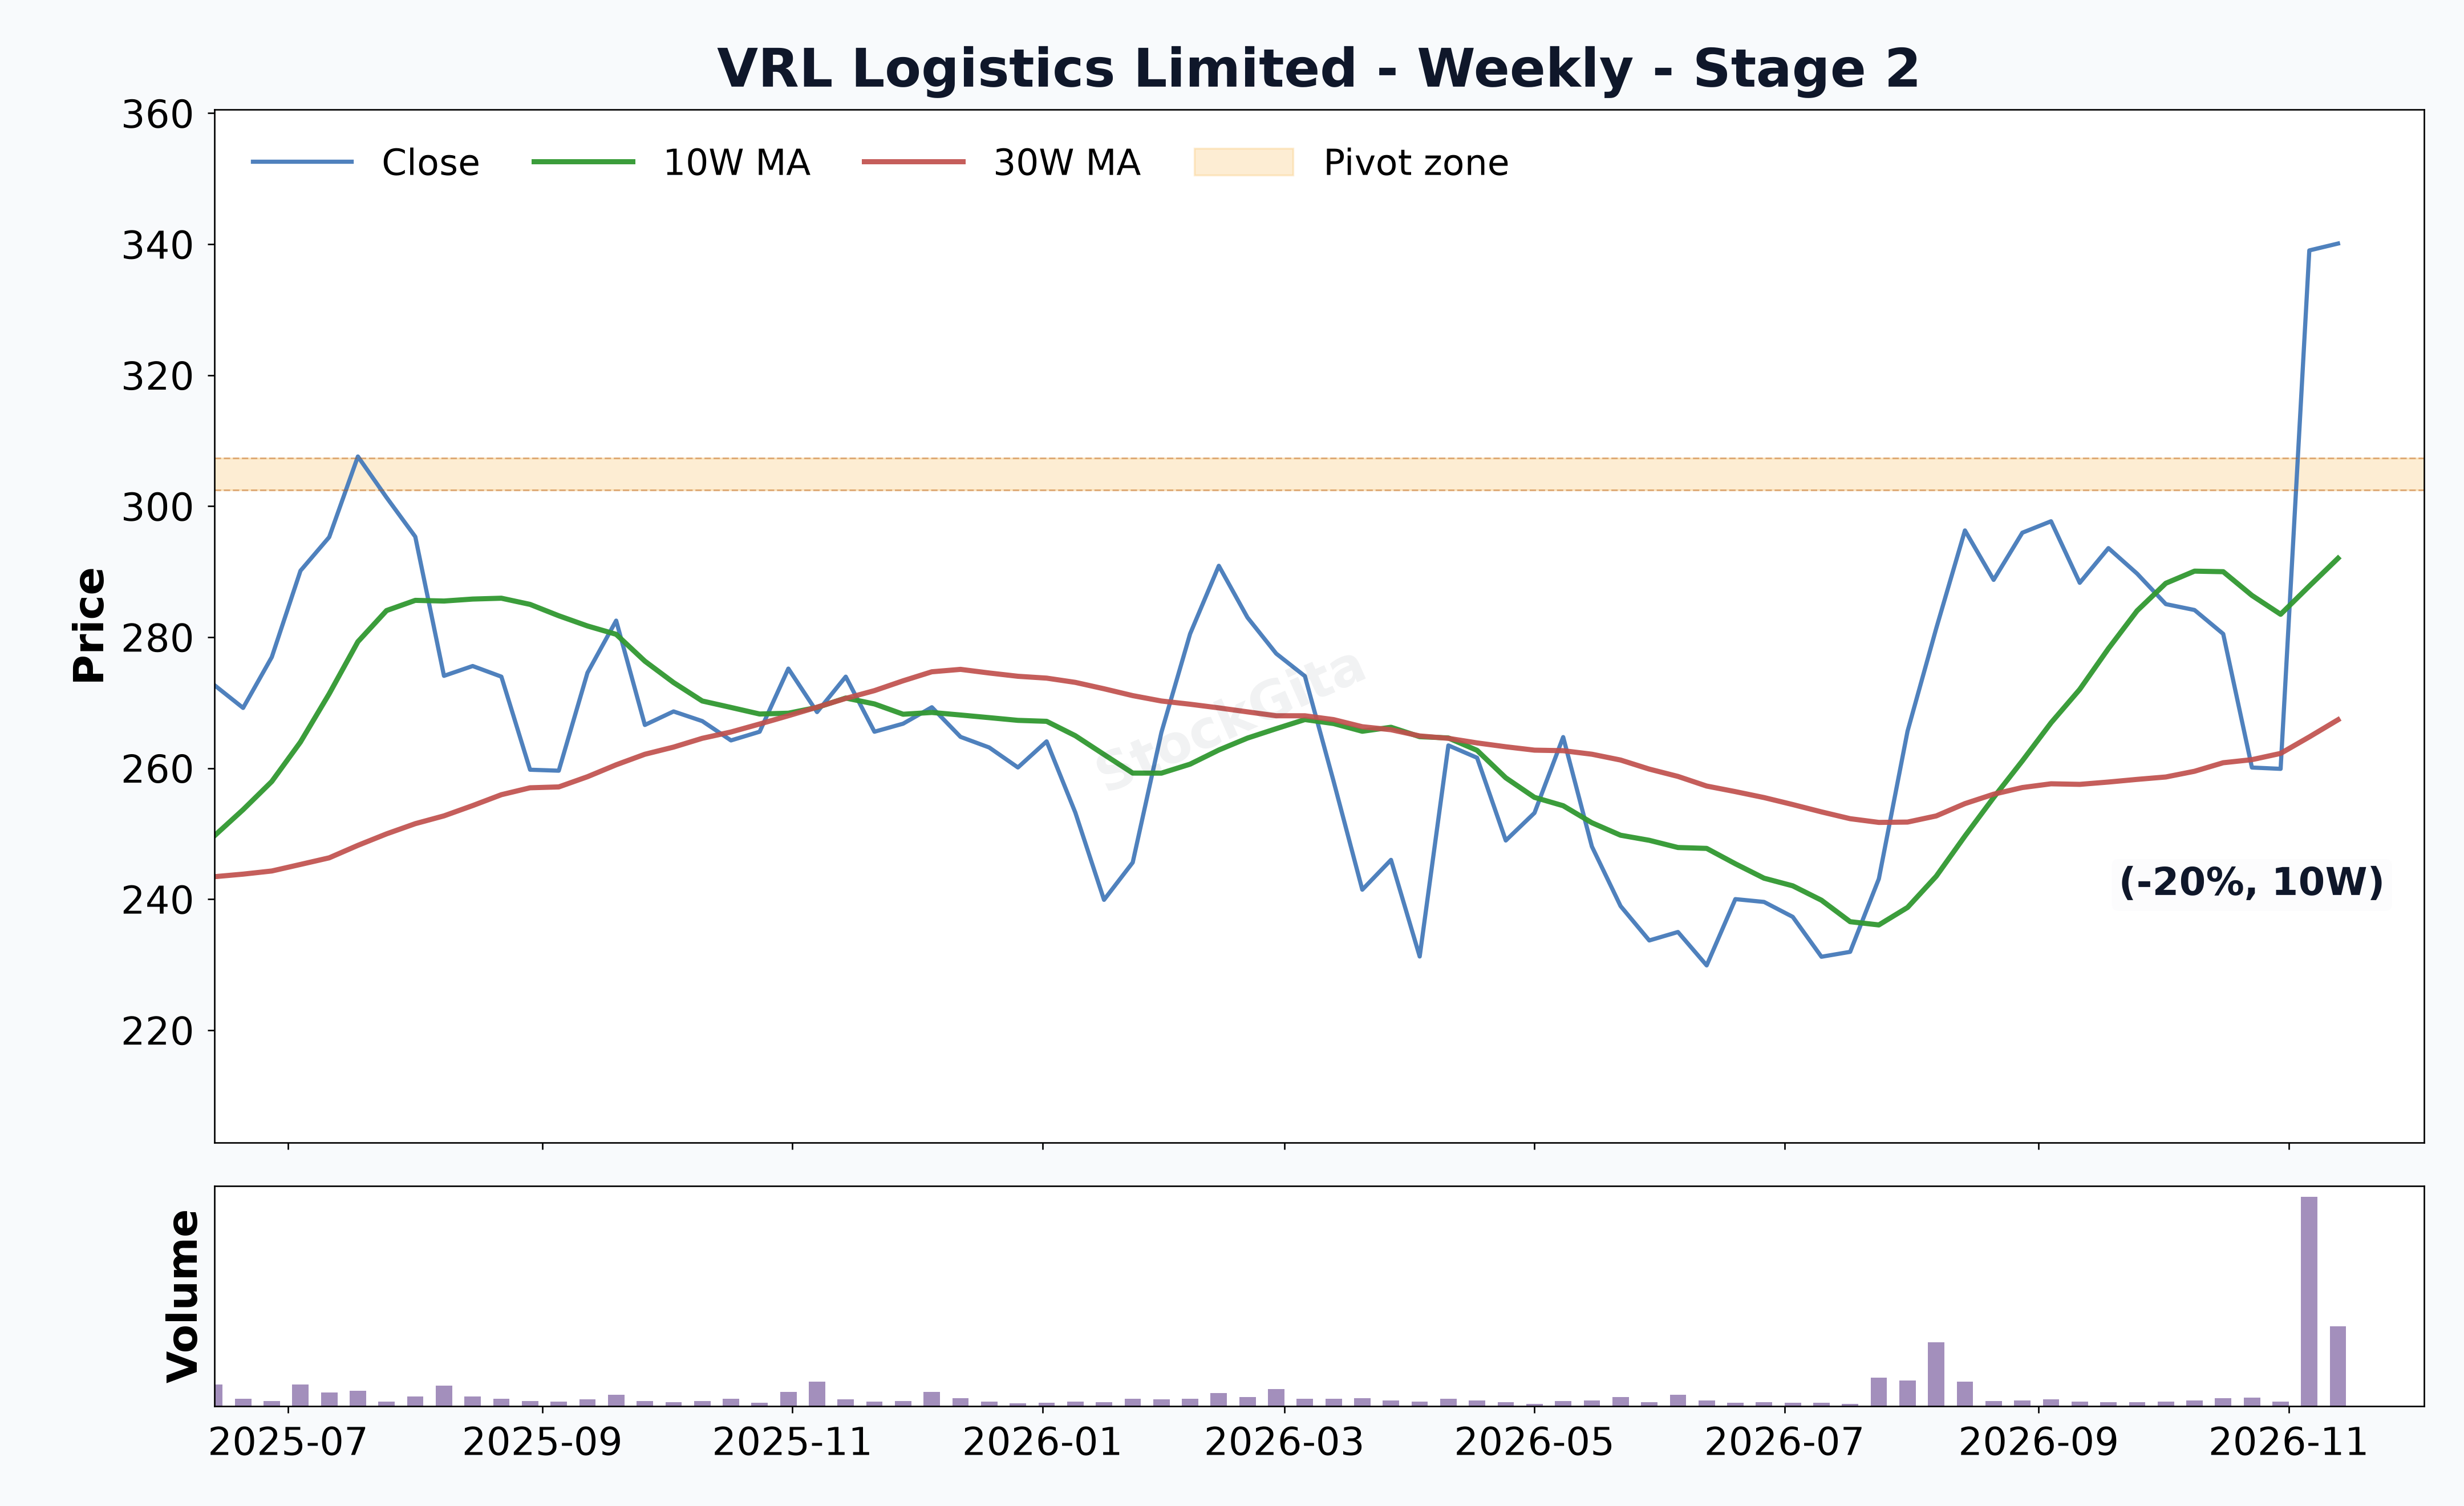 VRL Logistics Limited - Weekly - Stage 2
Close 10W MA 30W MA Pivot zone
360
340
320
300
280
260
240
220
Price
StockGita
(-20%, 10W)
Volume
2025-07 2025-09 2025-11 2026-01 2026-03 2026-05 2026-07 2026-09 2026-11